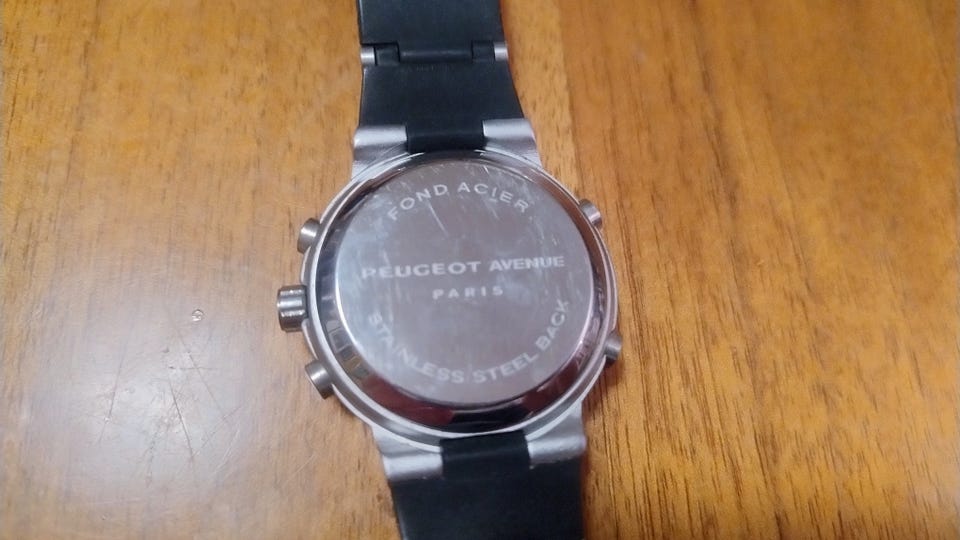 FOND ACIER
PEUGEOT AVENUE
PARIS
STAINLESS STEEL BACK